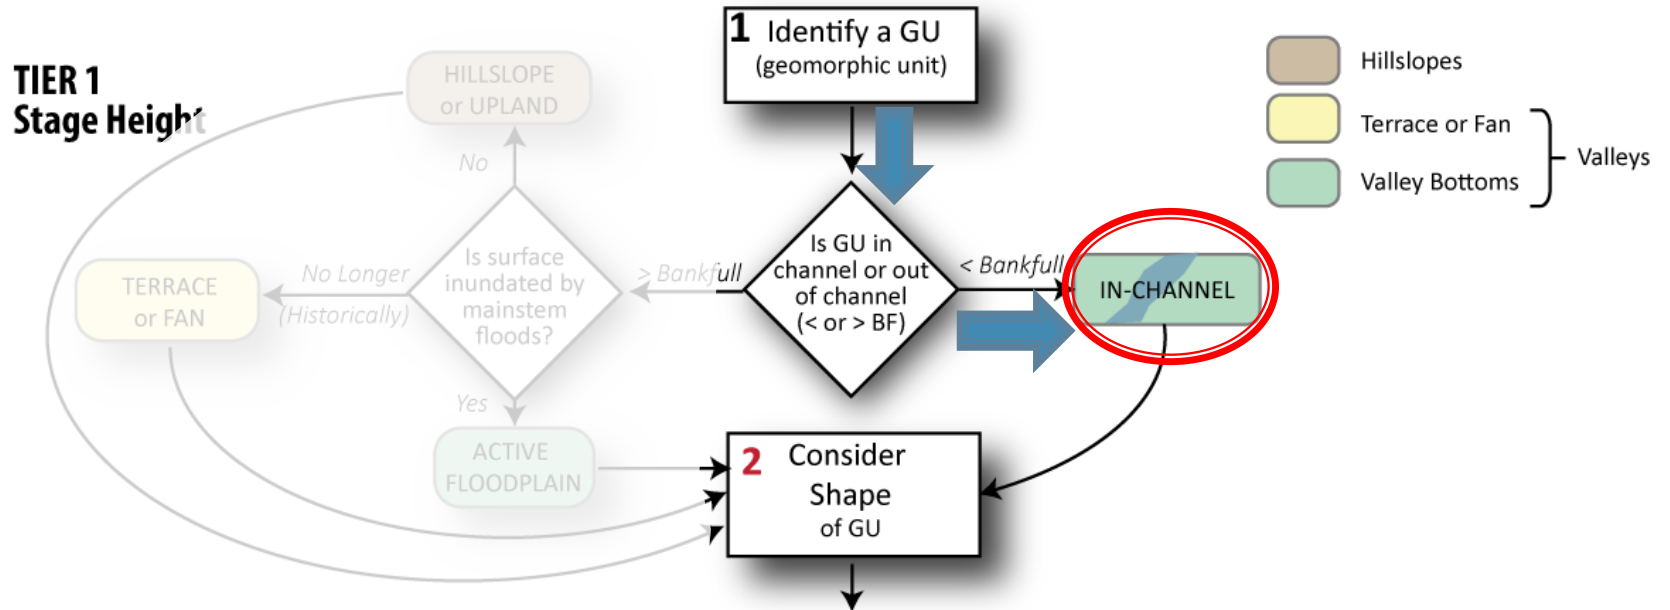 TIER 1
Stage Height
1 Identify a GU
(geomorphic unit)
HILLSLOPE
or UPLAND
No
Is surface
inundated by
mainstem
floods?
Yes
No Longer
(Historically)
TERRACE
or FAN
ACTIVE
FLOODPLAIN
> Bankfull
Is GU in
channel or out
of channel
(< or > BF)
< Bankfull
IN-CHANNEL
2 Consider
Shape
of GU
Hillslopes
Terrace or Fan
Valley Bottoms
Valleys